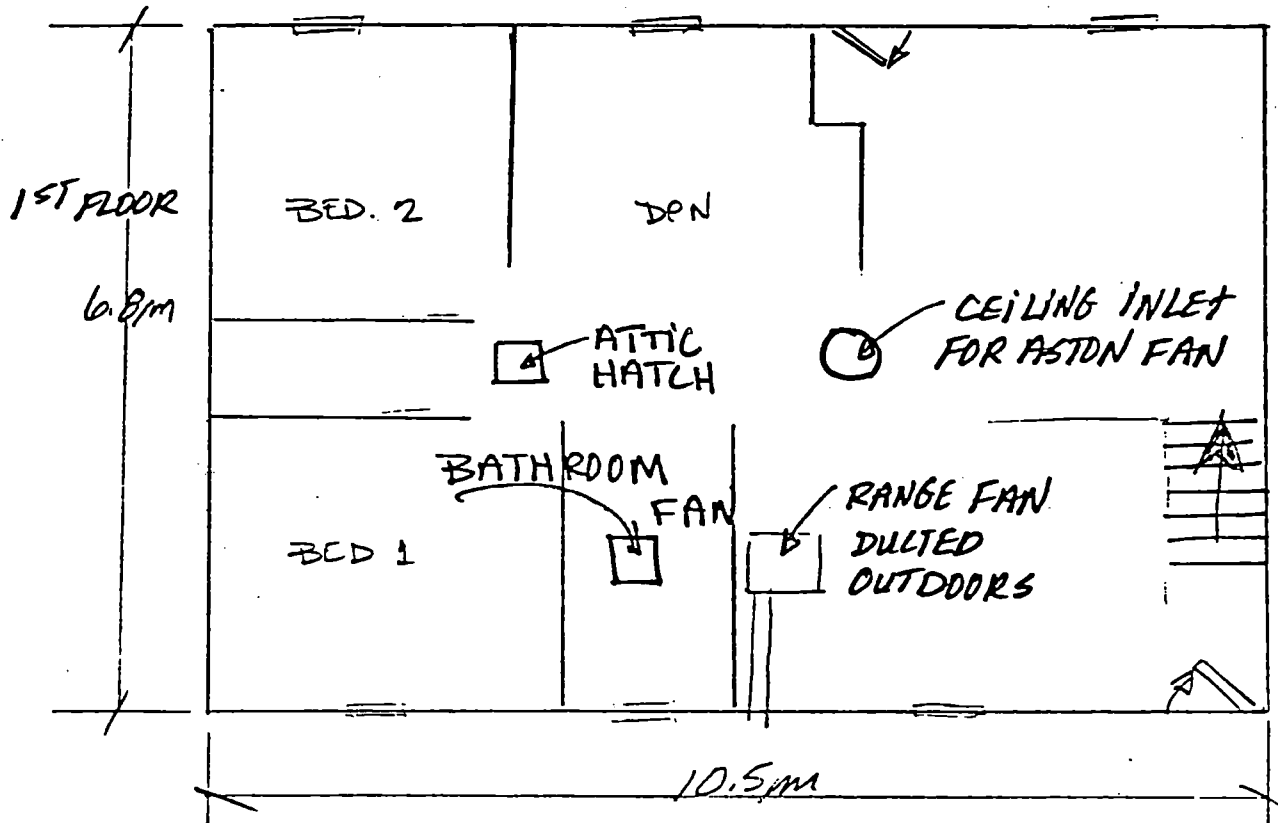 1ST FLOOR
6.8m
BED. 2
DEN
ATTIC
HATCH
CEILING INLET
FOR ASTON FAN
BATHROOM
FAN
BED 1
RANGE FAN
DUCTED
OUTDOORS
10.5m